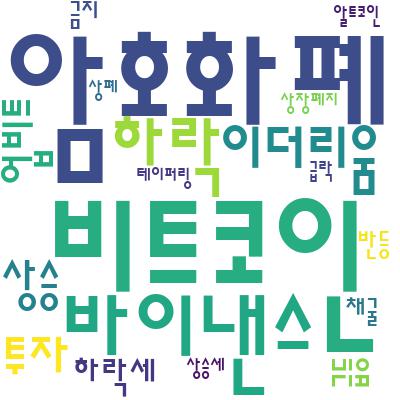 금지
알트코인
암호화폐
상폐
상장폐지
업비트
하락
이더리움
테이퍼링
급락
비트코인
반등
상승
바이낸스
채굴
투자
하락세
상승세